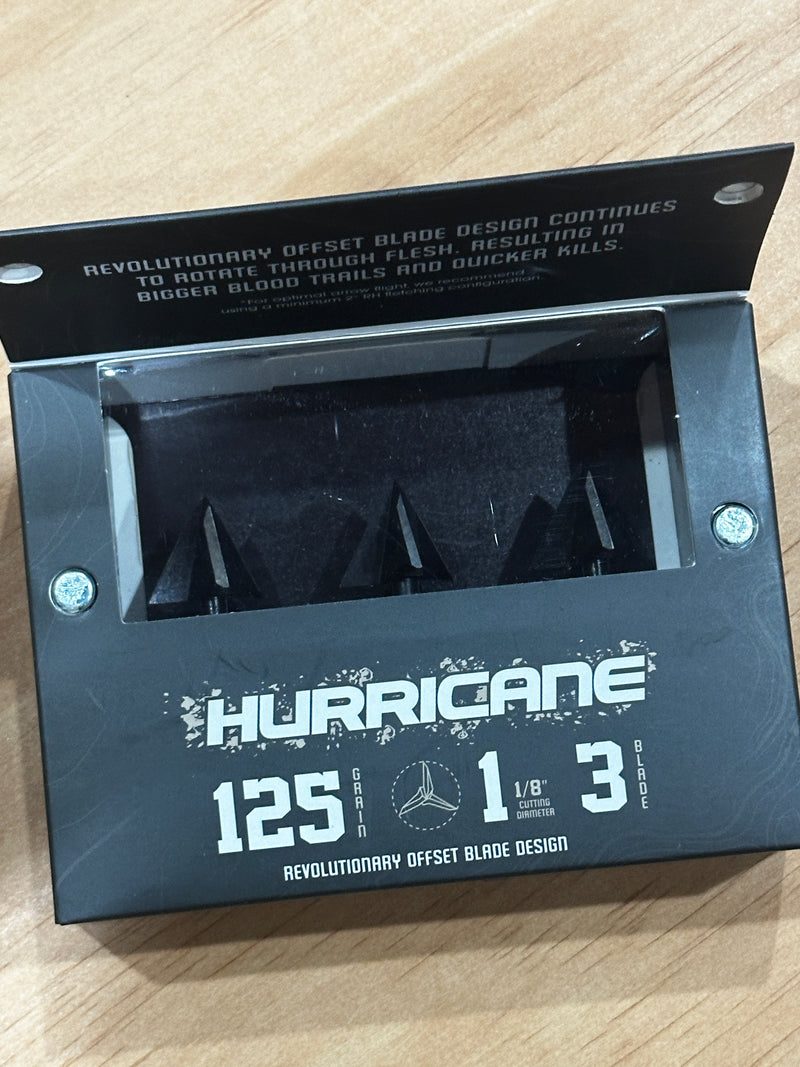 REVOLUTIONARY OFFSET BLADE DESIGN CONTINUES
TO ROTATE THROUGH FLESH, RESULTING IN
BIGGER BLOOD TRAILS AND QUICKER KILLS.
*For optimal arrow flight, we recommend
using a minimum 2° RH fletching configuration.
HURRICANE
125 GRAIN
1 1/8" CUTTING DIAMETER
3 BLADE
REVOLUTIONARY OFFSET BLADE DESIGN